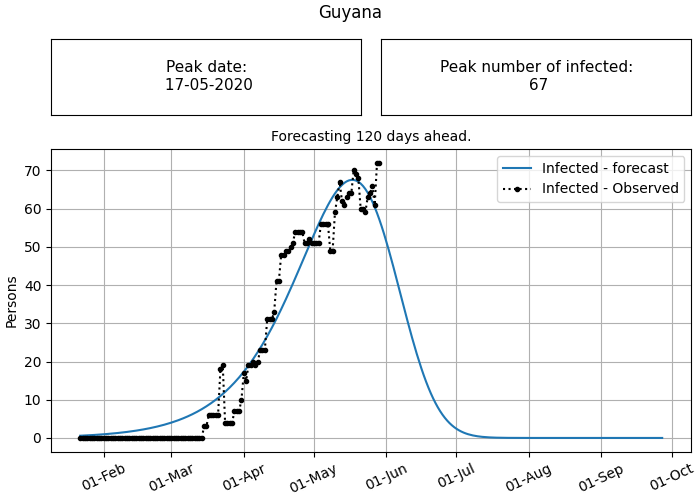 Guyana
Peak date:
17-05-2020
Peak number of infected:
67
Forecasting 120 days ahead.
Infected - forecast
Infected - Observed
Persons
70
60
50
40
30
20
10
0
01-Feb
01-Mar
01-Apr
01-May
01-Jun
01-Jul
01-Aug
01-Sep
01-Oct